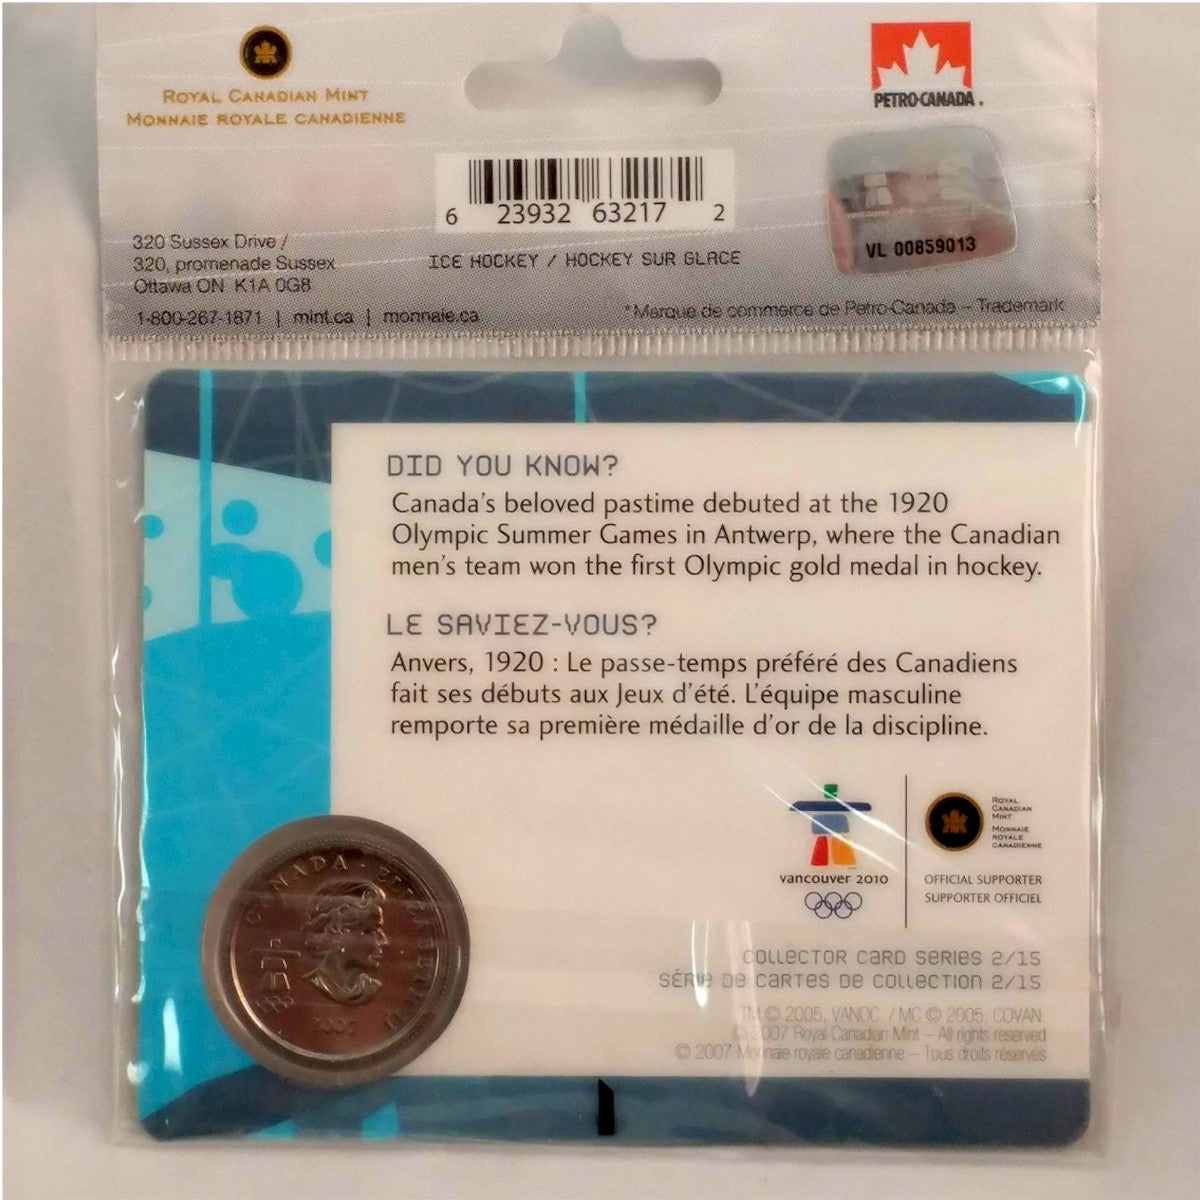 ROYAL CANADIAN MINT
MONNAIE ROYALE CANADIENNE
PETRO-CANADA
6 23932 63217 2
VL 00859013
320 Sussex Drive /
320, promenade Sussex
Ottawa ON K1A 0G8
1-800-267-1871 | mint.ca | monnaie.ca
ICE HOCKEY / HOCKEY SUR GLACE
*Marque de commerce de Petro-Canada – Trademark
DID YOU KNOW?
Canada's beloved pastime debuted at the 1920
Olympic Summer Games in Antwerp, where the Canadian
men's team won the first Olympic gold medal in hockey.
LE SAVIEZ-VOUS?
Anvers, 1920 : Le passe-temps préféré des Canadiens
fait ses débuts aux Jeux d'été. L'équipe masculine
remporte sa première médaille d'or de la discipline.
vancouver 2010
ROYAL
CANADIAN
MINT
MONNAIE
ROYALE
CANADIENNE
OFFICIAL SUPPORTER
SUPPORTER OFFICIEL
CANADA · ELIZABETH II
2007
COLLECTOR CARD SERIES 2/15
SÉRIE DE CARTES DE COLLECTION 2/15
TM © 2005, VANOC. / MC © 2005, COVAN.
© 2007 Royal Canadian Mint – All rights reserved
© 2007 Monnaie royale canadienne – Tous droits réservés